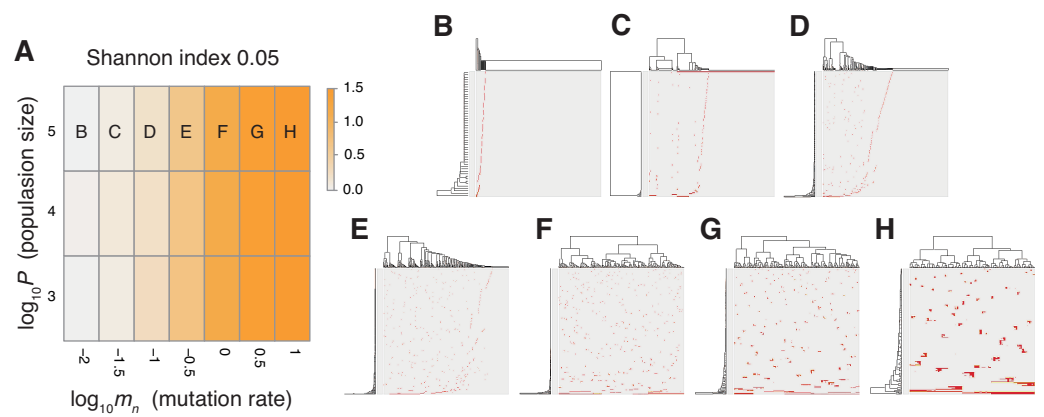 A
Shannon index 0.05
log10P (populasion size)
5
4
3
B C D E F G H
1.5
1.0
0.5
0.0
-2
-1.5
-1
-0.5
0
0.5
1
log10mn (mutation rate)
B
C
D
E
F
G
H